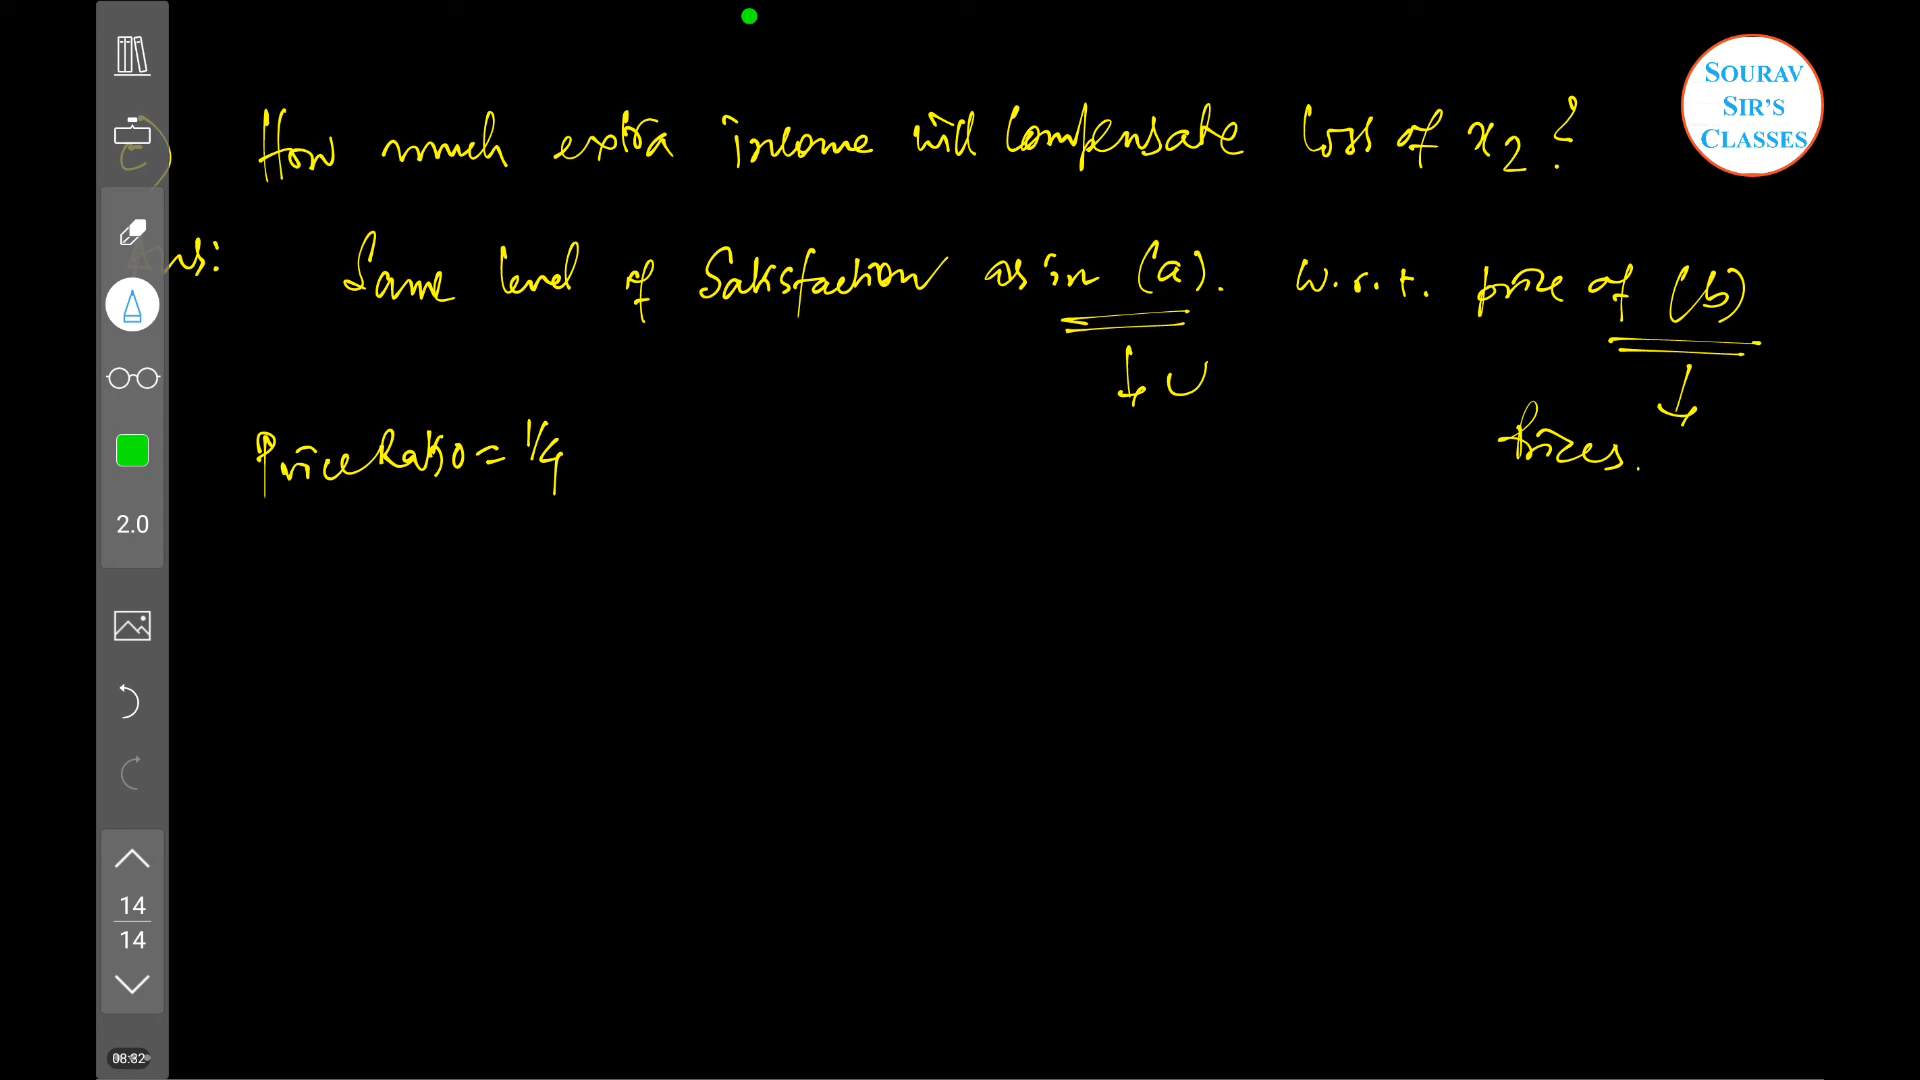 SOURAV
SIR'S
CLASSES
c) How much extra income will compensate loss of x2?
Ans: Same level of Satisfaction as in (a). w.r.t. price of (b)
↓ U ↓
Price Ratio = 1/4 Prices.
2.0
14
14
08:32